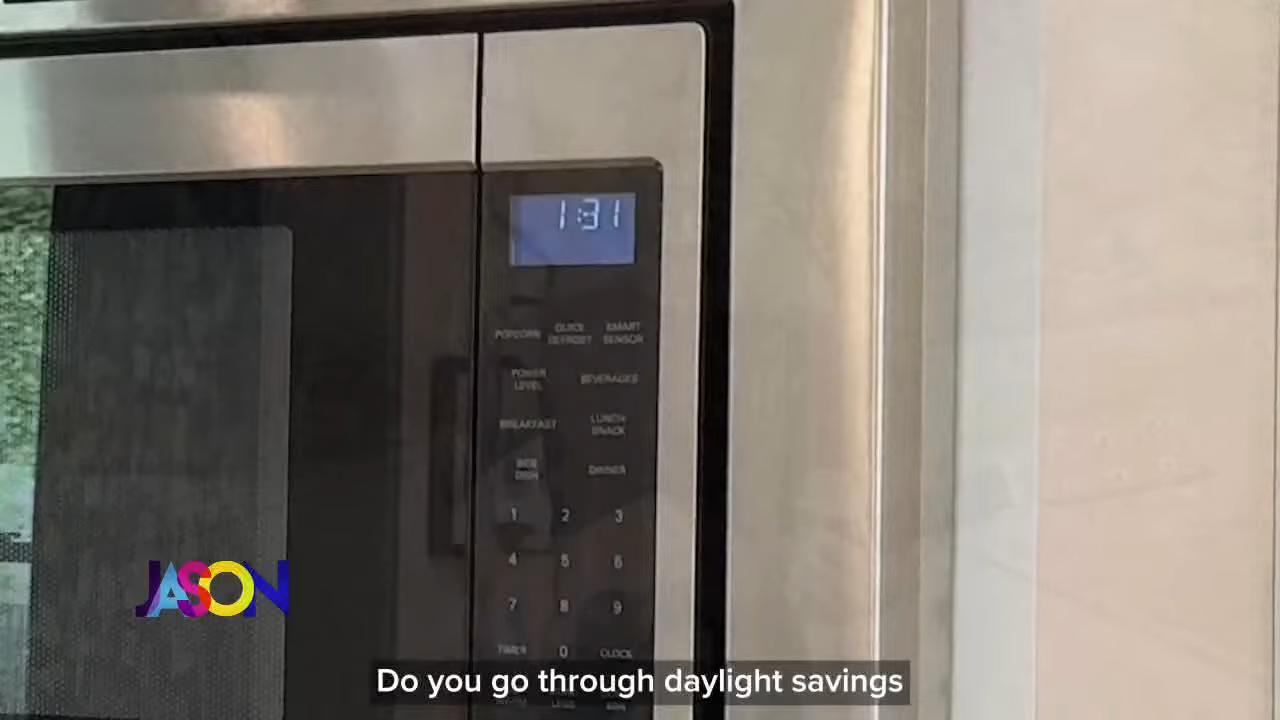 1:31
POPCORN
QUICK
DEFROST
SMART
SENSOR
POWER
LEVEL
BEVERAGES
BREAKFAST
LUNCH
SNACK
SIDE
DISH
DINNER
1 2 3
4 5 6
7 8 9
TIMER 0 CLOCK
JASON
Do you go through daylight savings